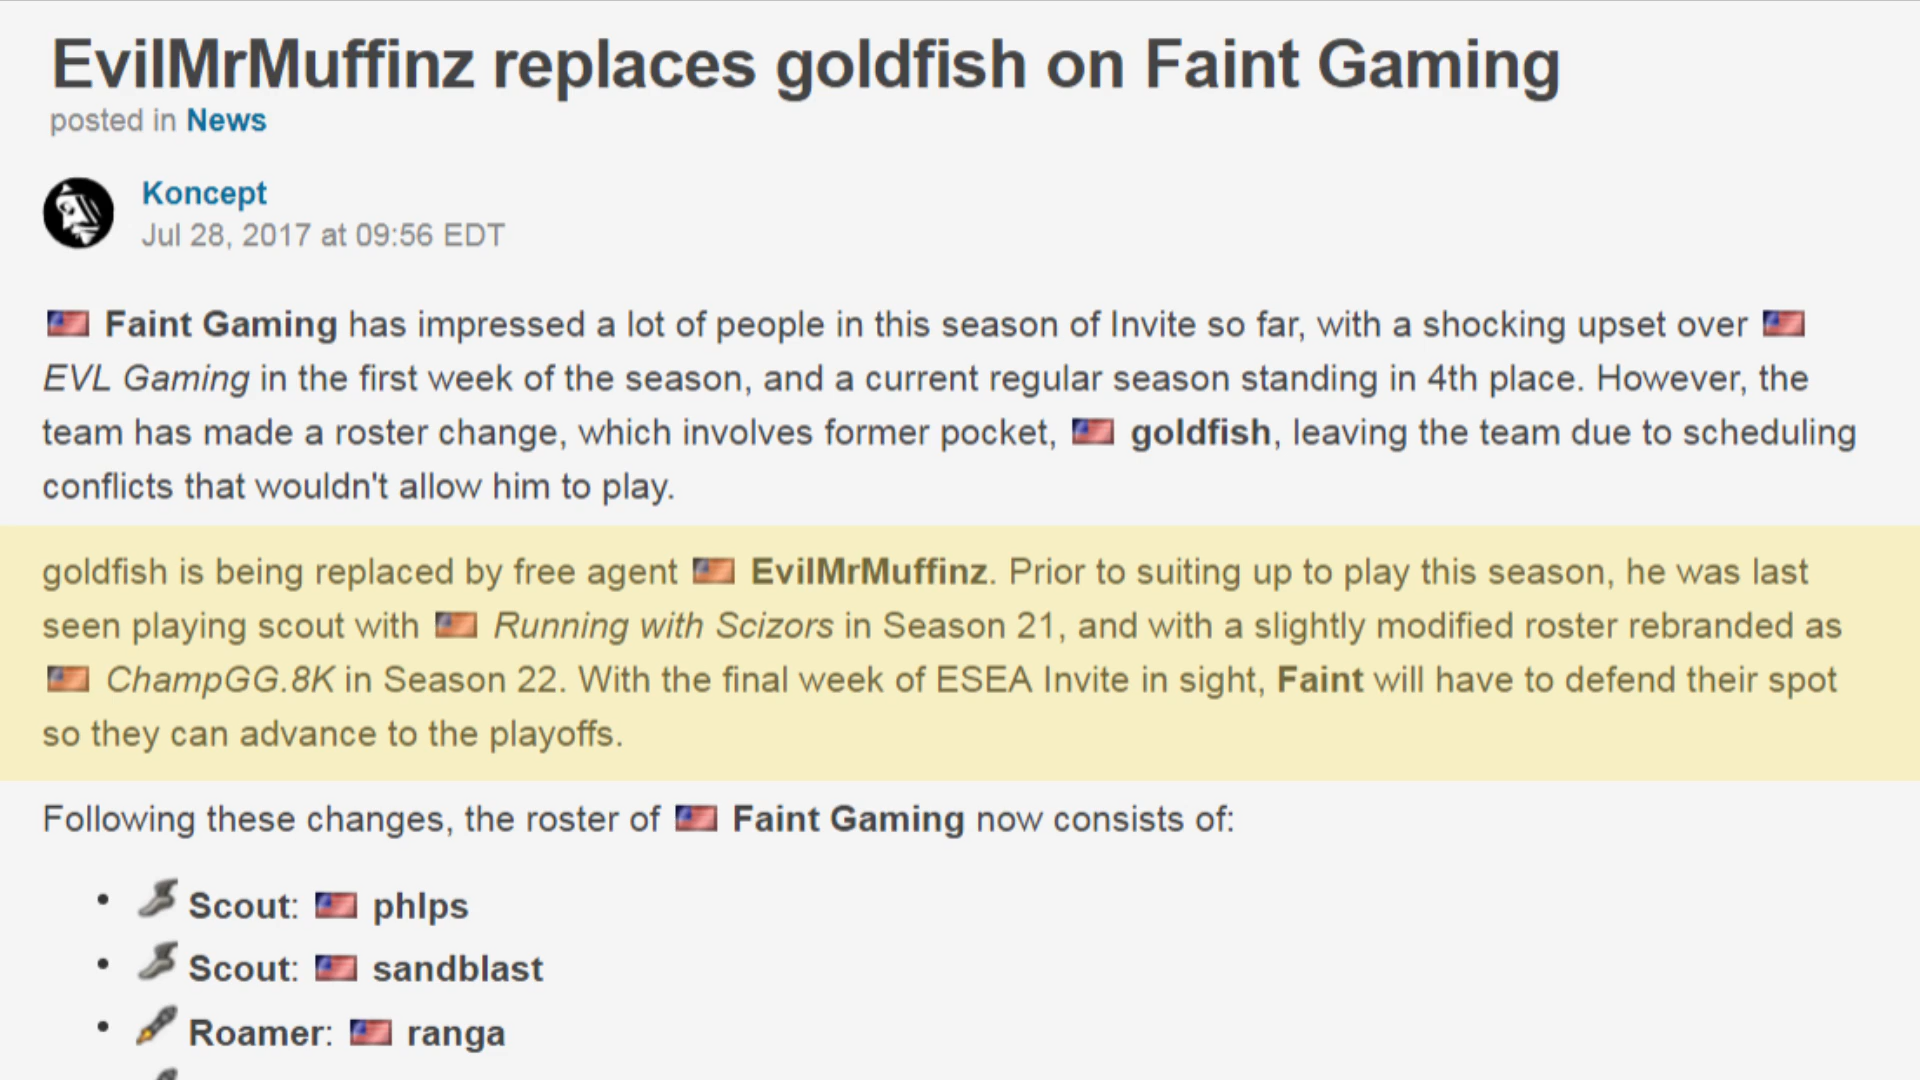 EvilMrMuffinz replaces goldfish on Faint Gaming
posted in News
Koncept
Jul 28, 2017 at 09:56 EDT
Faint Gaming has impressed a lot of people in this season of Invite so far, with a shocking upset over
EVL Gaming in the first week of the season, and a current regular season standing in 4th place. However, the
team has made a roster change, which involves former pocket, goldfish, leaving the team due to scheduling
conflicts that wouldn't allow him to play.
goldfish is being replaced by free agent EvilMrMuffinz. Prior to suiting up to play this season, he was last
seen playing scout with Running with Scizors in Season 21, and with a slightly modified roster rebranded as
ChampGG.8K in Season 22. With the final week of ESEA Invite in sight, Faint will have to defend their spot
so they can advance to the playoffs.
Following these changes, the roster of Faint Gaming now consists of:
• Scout: phlps
• Scout: sandblast
• Roamer: ranga